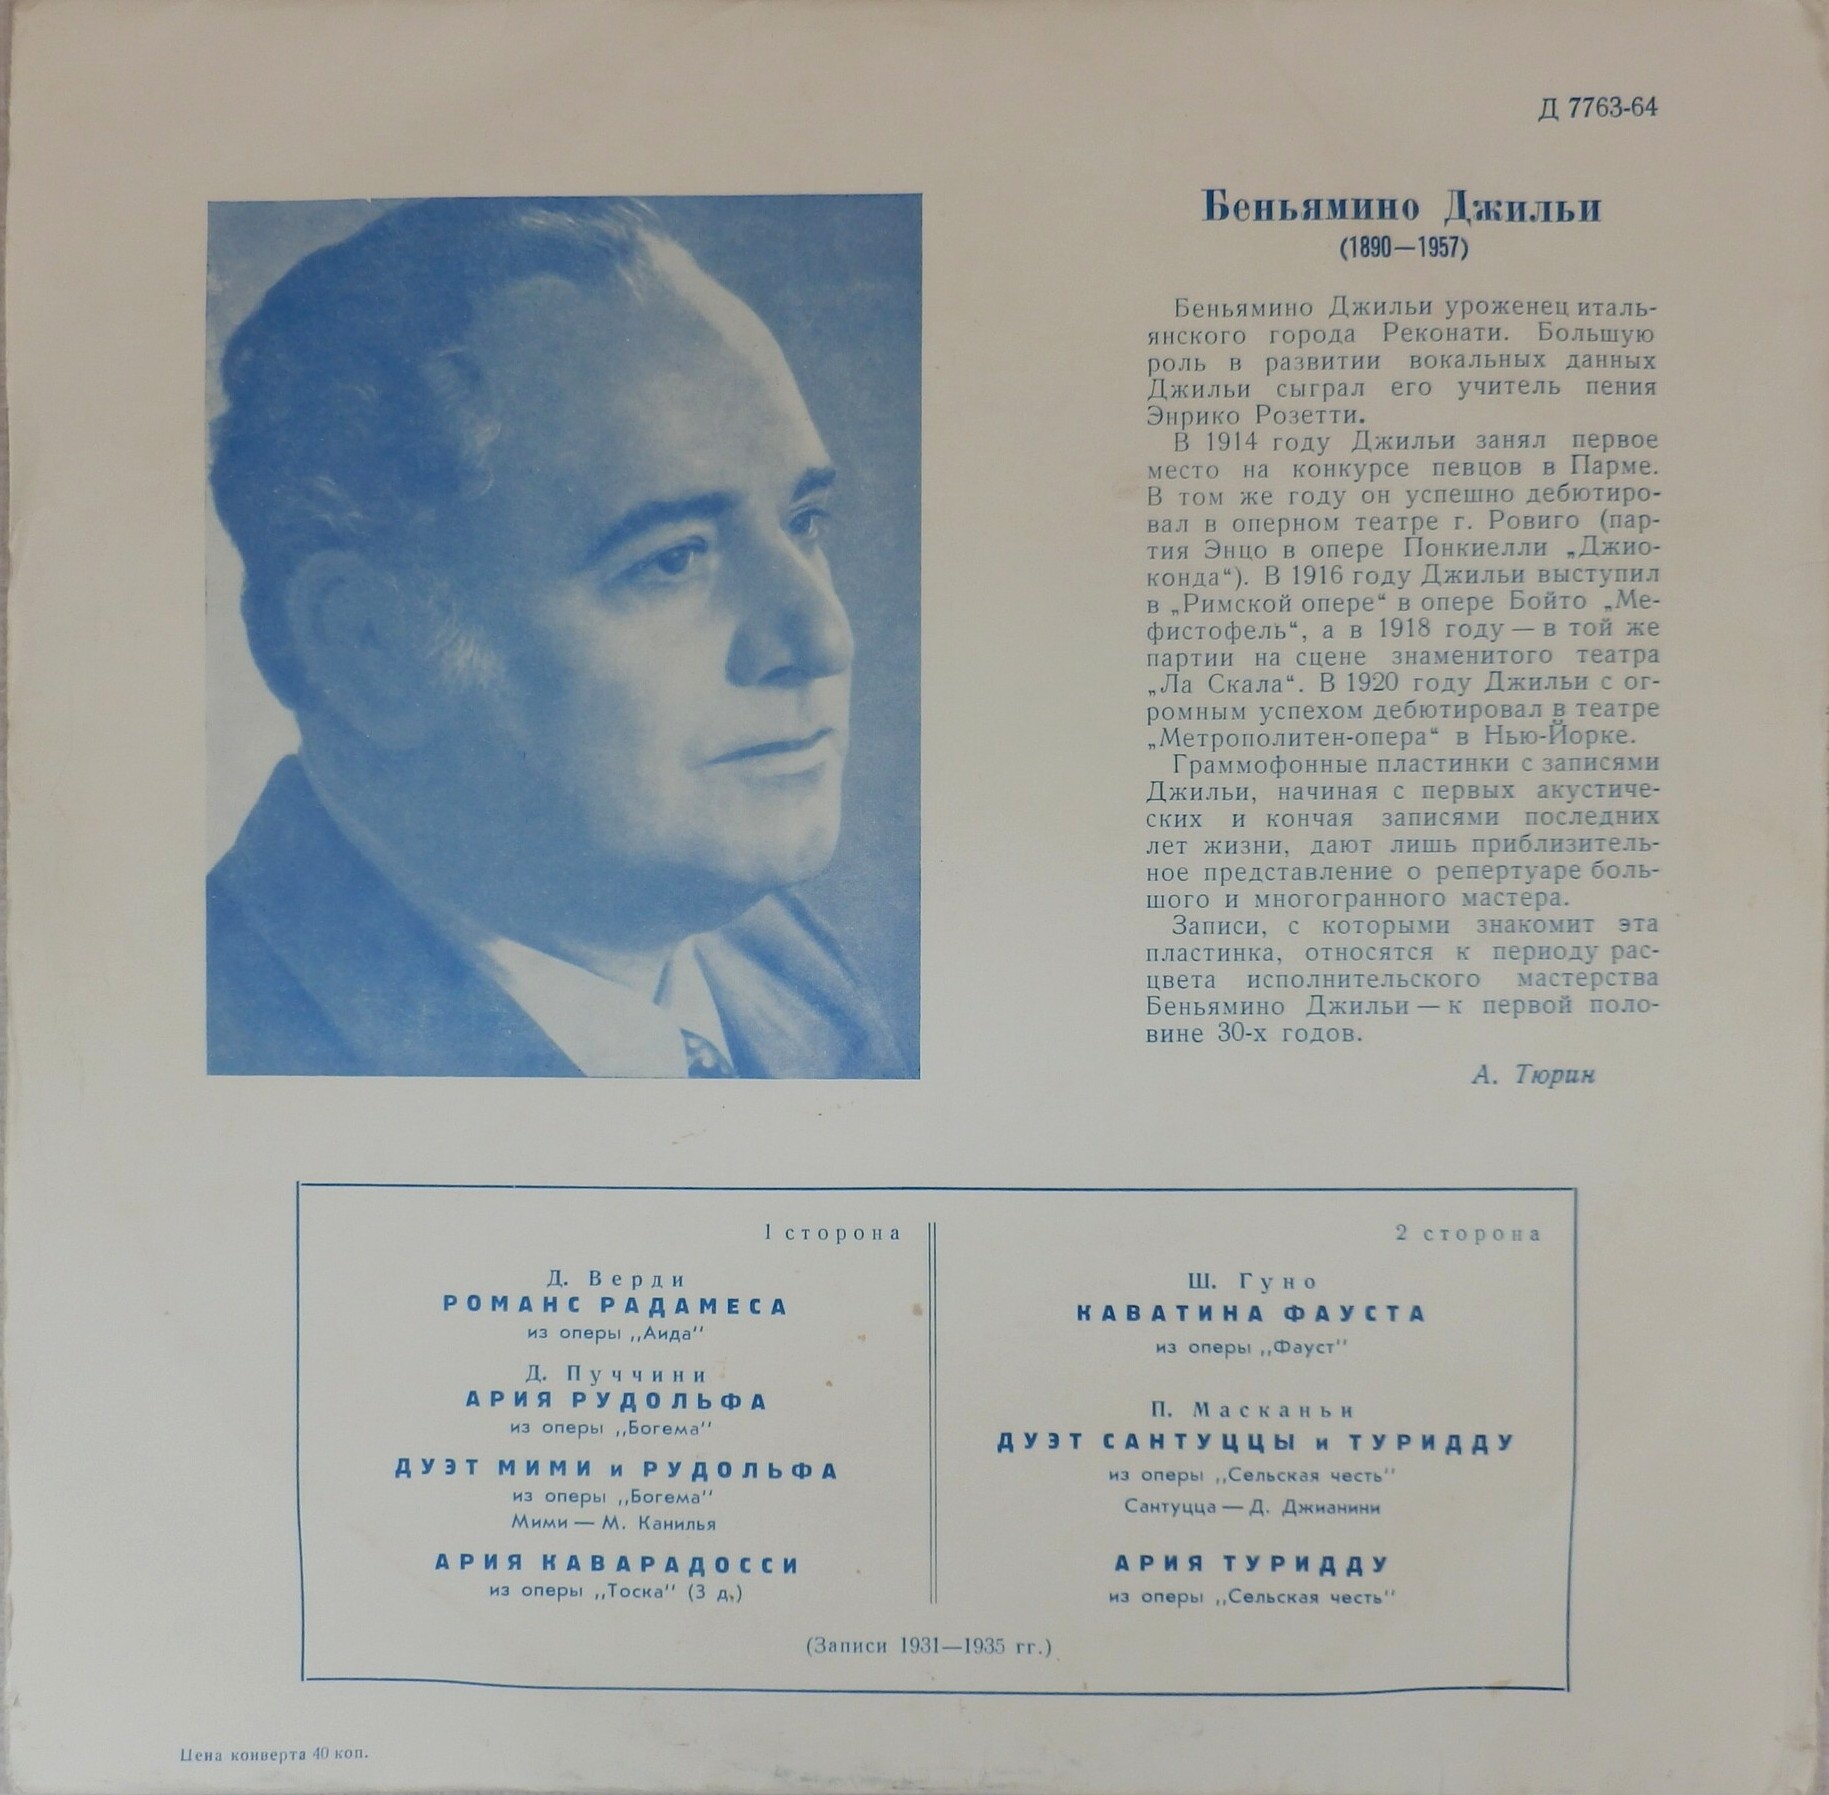 Д 7763-64
Беньямино Джильи
(1890—1957)
Беньямино Джильи уроженец италь-
янского города Реконати. Большую
роль в развитии вокальных данных
Джильи сыграл его учитель пения
Энрико Розетти.
В 1914 году Джильи занял первое
место на конкурсе певцов в Парме.
В том же году он успешно дебютиро-
вал в оперном театре г. Ровиго (пар-
тия Энцо в опере Понкиелли „Джио-
конда“). В 1916 году Джильи выступил
в „Римской опере“ в опере Бойто „Ме-
фистофель“, а в 1918 году — в той же
партии на сцене знаменитого театра
„Ла Скала“. В 1920 году Джильи с ог-
ромным успехом дебютировал в театре
„Метрополитен-опера“ в Нью-Йорке.
Граммофонные пластинки с записями
Джильи, начиная с первых акустиче-
ских и кончая записями последних
лет жизни, дают лишь приблизитель-
ное представление о репертуаре боль-
шого и многогранного мастера.
Записи, с которыми знакомит эта
пластинка, относятся к периоду рас-
цвета исполнительского мастерства
Беньямино Джильи — к первой поло-
вине 30-х годов.
А. Тюрин
1 сторона
Д. Верди
РОМАНС РАДАМЕСА
из оперы „Аида“
Д. Пуччини
АРИЯ РУДОЛЬФА
из оперы „Богема“
ДУЭТ МИМИ и РУДОЛЬФА
из оперы „Богема“
Мими — М. Канилья
АРИЯ КАВАРАДОССИ
из оперы „Тоска“ (3 д.)
2 сторона
Ш. Гуно
КАВАТИНА ФАУСТА
из оперы „Фауст“
П. Масканьи
ДУЭТ САНТУЦЦЫ и ТУРИДДУ
из оперы „Сельская честь“
Сантуцца — Д. Джианини
АРИЯ ТУРИДДУ
из оперы „Сельская честь“
(Записи 1931—1935 гг.)
Цена конверта 40 коп.